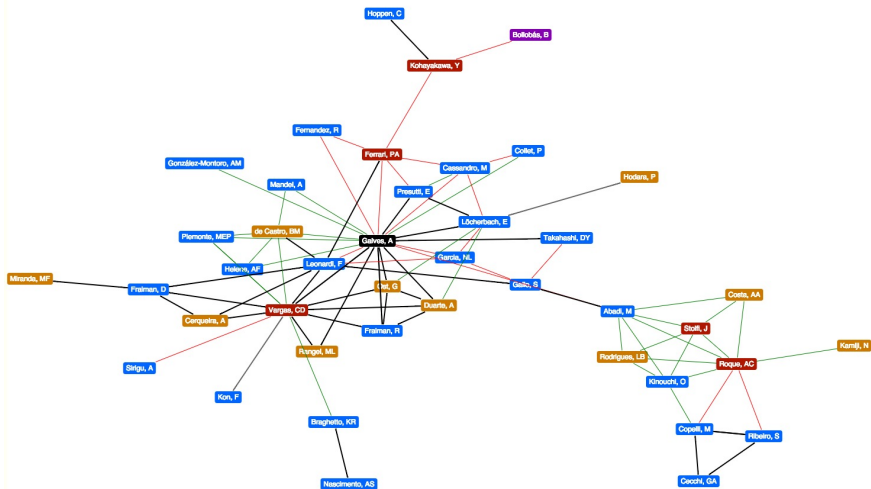 Hoppen, C
Bollobás, B
Kohayakawa, Y
Fernandez, R
Ferrari, PA
Collet, P
González-Montoro, AM
Cassandro, M
Hodara, P
Mandel, A
Presutti, E
Löcherbach, E
de Castro, BM
Piemonte, MEP
Galves, A
Takahashi, DY
Garcia, NL
Helene, AF
Leonardi, F
Miranda, MF
Fraiman, D
Ost, G
Gallo, S
Costa, AA
Duarte, A
Vargas, CD
Abadi, M
Cerqueira, A
Fraiman, R
Stolfi, J
Kamiji, N
Rangel, ML
Rodrigues, LB
Roque, AC
Sirigu, A
Kinouchi, O
Kon, F
Braghetto, KR
Copelli, M
Ribeiro, S
Nascimento, AS
Cecchi, GA